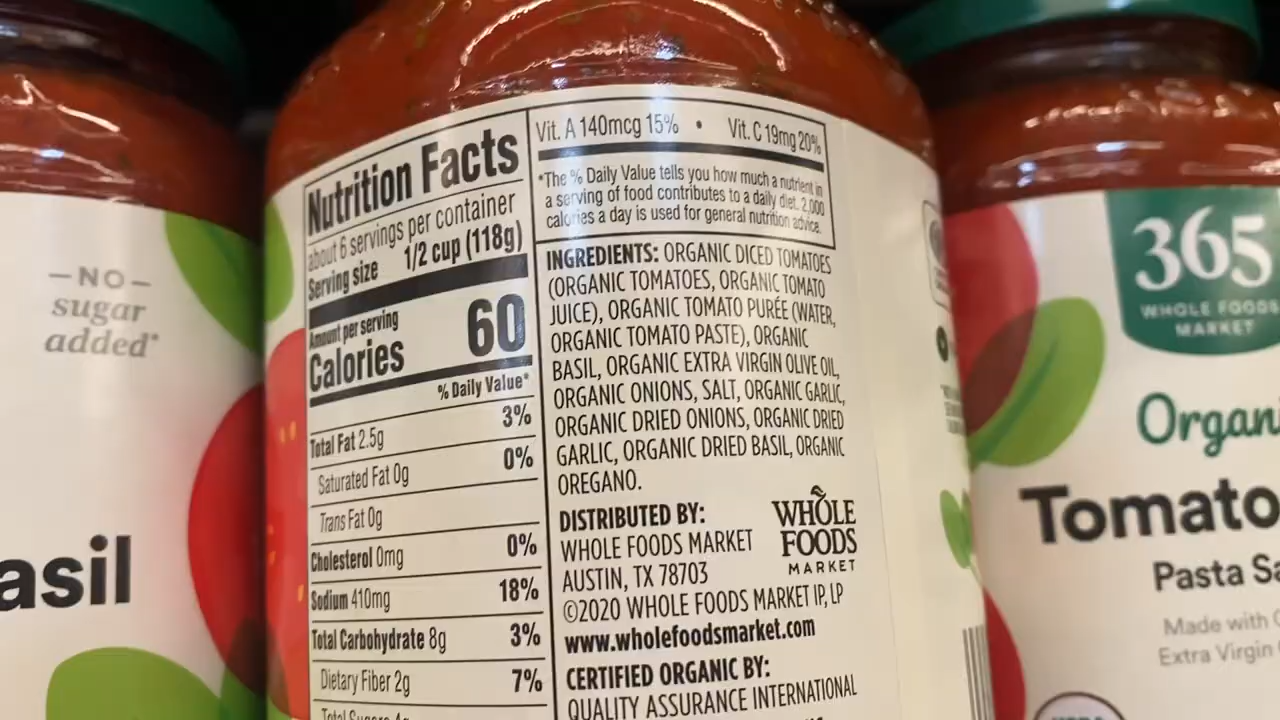 —NO—
sugar
added*
asil
Nutrition Facts
about 6 servings per container
Serving size 1/2 cup (118g)
Amount per serving
Calories 60
% Daily Value*
Total Fat 2.5g 3%
Saturated Fat 0g 0%
Trans Fat 0g
Cholesterol 0mg 0%
Sodium 410mg 18%
Total Carbohydrate 8g 3%
Dietary Fiber 2g 7%
Total Sugars 4g
Vit. A 140mcg 15% • Vit. C 19mg 20%
*The % Daily Value tells you how much a nutrient in
a serving of food contributes to a daily diet. 2,000
calories a day is used for general nutrition advice.
INGREDIENTS: ORGANIC DICED TOMATOES
(ORGANIC TOMATOES, ORGANIC TOMATO
JUICE), ORGANIC TOMATO PURÉE (WATER,
ORGANIC TOMATO PASTE), ORGANIC
BASIL, ORGANIC EXTRA VIRGIN OLIVE OIL,
ORGANIC ONIONS, SALT, ORGANIC GARLIC,
ORGANIC DRIED ONIONS, ORGANIC DRIED
GARLIC, ORGANIC DRIED BASIL, ORGANIC
OREGANO.
DISTRIBUTED BY:
WHOLE FOODS MARKET
AUSTIN, TX 78703
©2020 WHOLE FOODS MARKET IP, LP
www.wholefoodsmarket.com
CERTIFIED ORGANIC BY:
QUALITY ASSURANCE INTERNATIONAL
WHOLE
FOODS
MARKET
365
WHOLE FOODS
MARKET
Organi
Tomato
Pasta Sa
Made with
Extra Virgin